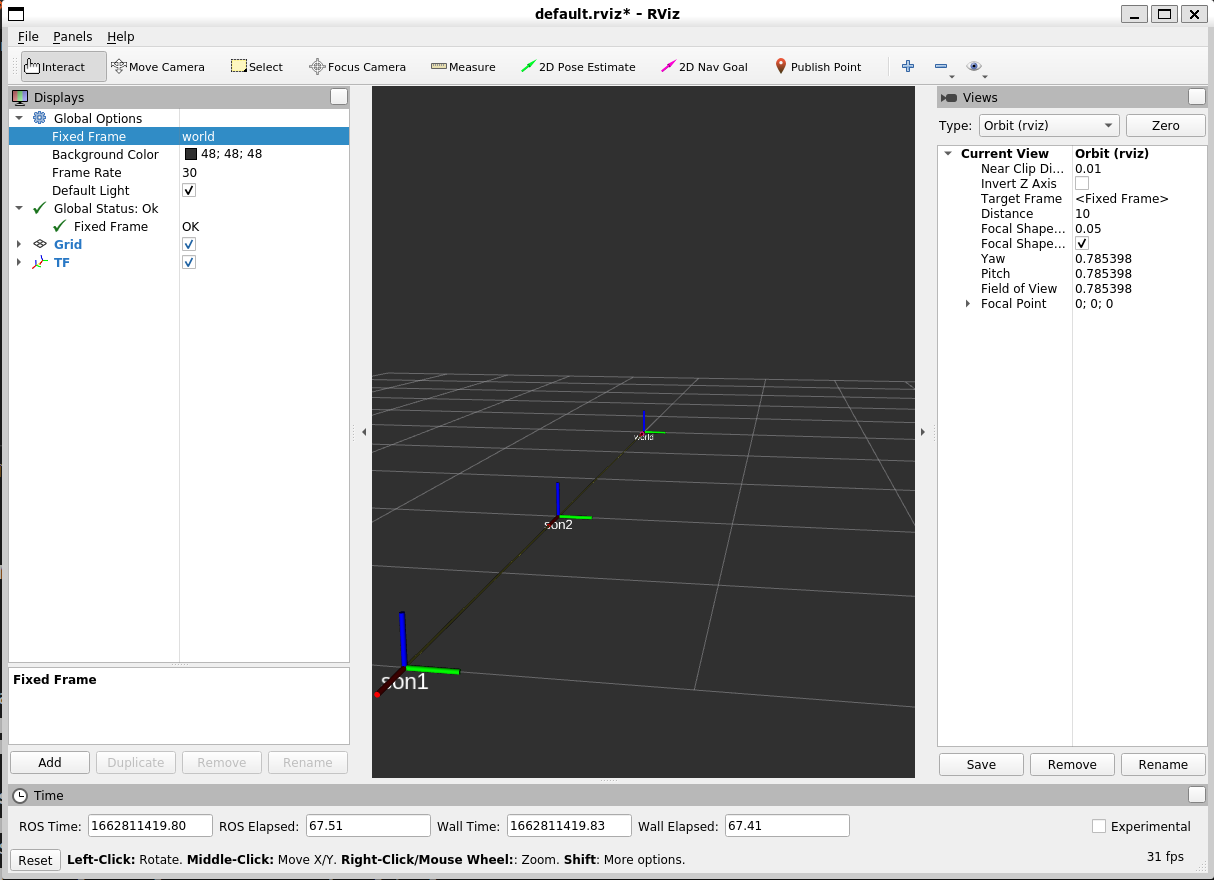 default.rviz* – RViz
File Panels Help
Interact Move Camera Select Focus Camera Measure 2D Pose Estimate 2D Nav Goal Publish Point
Displays
Global Options
Fixed Frame world
Background Color 48; 48; 48
Frame Rate 30
Default Light
Global Status: Ok
Fixed Frame OK
Grid
TF
Fixed Frame
Add Duplicate Remove Rename
world
son2
son1
Views
Type: Orbit (rviz) Zero
Current View Orbit (rviz)
Near Clip Di... 0.01
Invert Z Axis
Target Frame <Fixed Frame>
Distance 10
Focal Shape... 0.05
Focal Shape...
Yaw 0.785398
Pitch 0.785398
Field of View 0.785398
Focal Point 0; 0; 0
Save Remove Rename
Time
ROS Time: 1662811419.80 ROS Elapsed: 67.51 Wall Time: 1662811419.83 Wall Elapsed: 67.41 Experimental
Reset Left-Click: Rotate. Middle-Click: Move X/Y. Right-Click/Mouse Wheel:: Zoom. Shift: More options. 31 fps